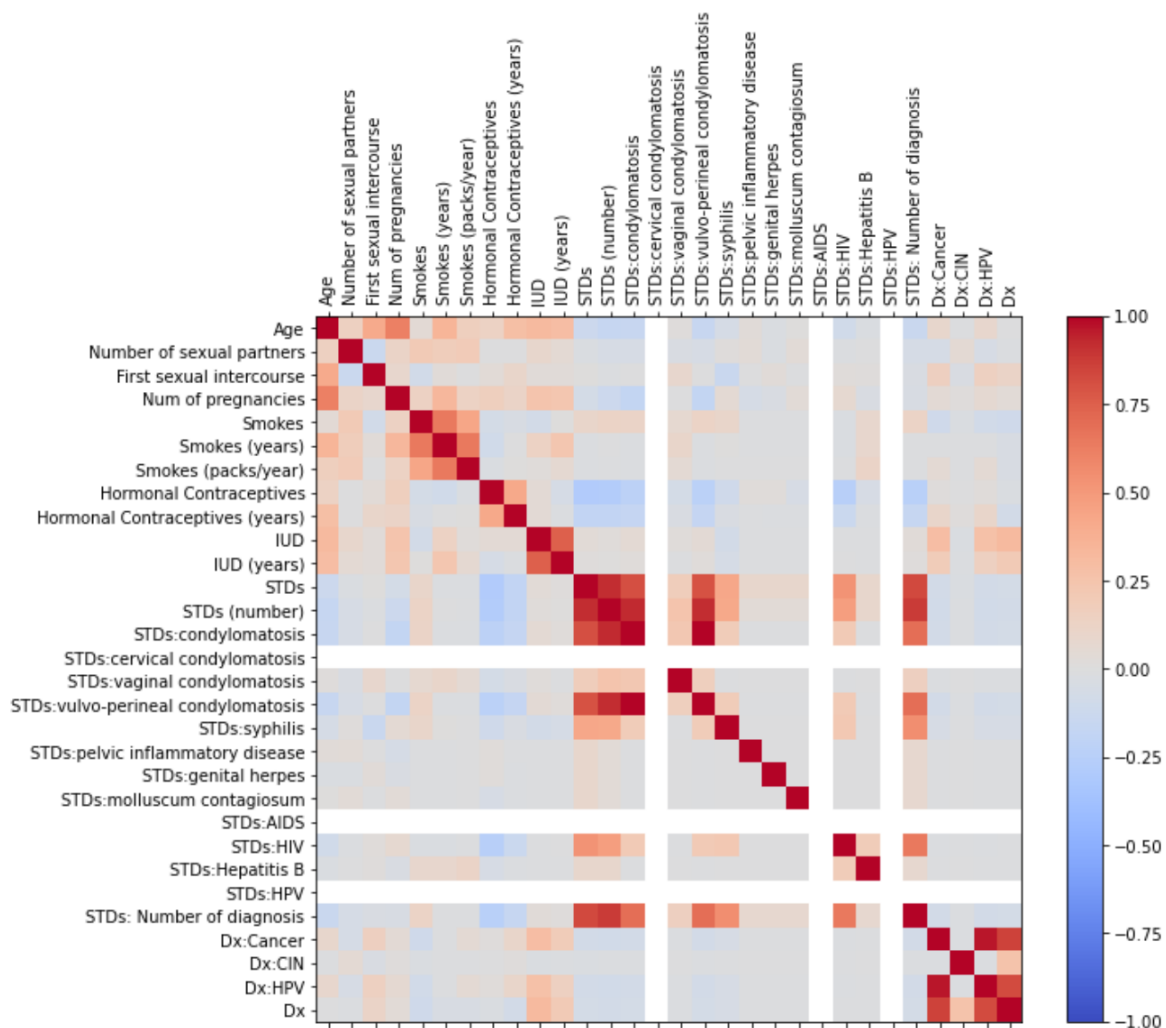 Age
Number of sexual partners
First sexual intercourse
Num of pregnancies
Smokes
Smokes (years)
Smokes (packs/year)
Hormonal Contraceptives
Hormonal Contraceptives (years)
IUD
IUD (years)
STDs
STDs (number)
STDs:condylomatosis
STDs:cervical condylomatosis
STDs:vaginal condylomatosis
STDs:vulvo-perineal condylomatosis
STDs:syphilis
STDs:pelvic inflammatory disease
STDs:genital herpes
STDs:molluscum contagiosum
STDs:AIDS
STDs:HIV
STDs:Hepatitis B
STDs:HPV
STDs: Number of diagnosis
Dx:Cancer
Dx:CIN
Dx:HPV
Dx
Age
Number of sexual partners
First sexual intercourse
Num of pregnancies
Smokes
Smokes (years)
Smokes (packs/year)
Hormonal Contraceptives
Hormonal Contraceptives (years)
IUD
IUD (years)
STDs
STDs (number)
STDs:condylomatosis
STDs:cervical condylomatosis
STDs:vaginal condylomatosis
STDs:vulvo-perineal condylomatosis
STDs:syphilis
STDs:pelvic inflammatory disease
STDs:genital herpes
STDs:molluscum contagiosum
STDs:AIDS
STDs:HIV
STDs:Hepatitis B
STDs:HPV
STDs: Number of diagnosis
Dx:Cancer
Dx:CIN
Dx:HPV
Dx
1.00
0.75
0.50
0.25
0.00
−0.25
−0.50
−0.75
−1.00